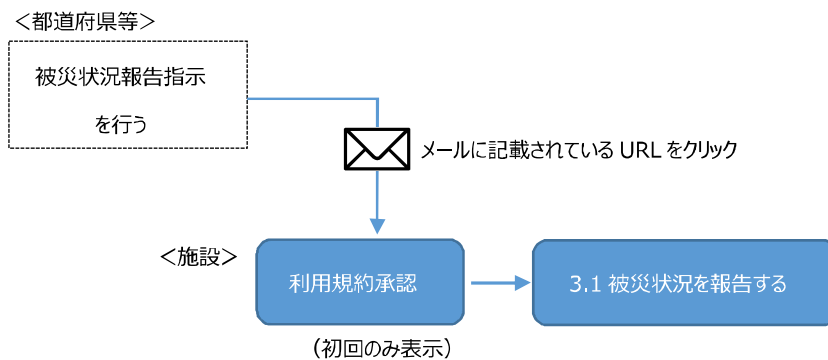 ＜都道府県等＞
被災状況報告指示
を行う
メールに記載されている URL をクリック
＜施設＞
利用規約承認
3.1 被災状況を報告する
（初回のみ表示）